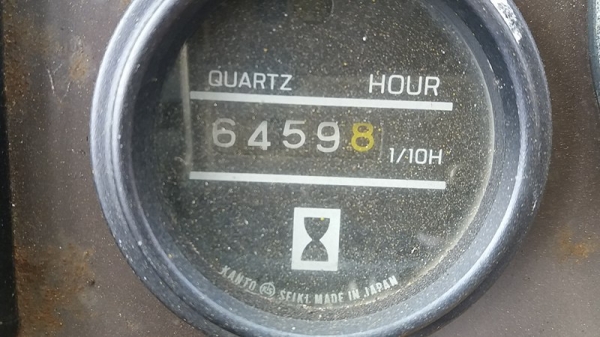 QUARTZ HOUR
64598 1/10H
KANTO SEIKI MADE IN JAPAN